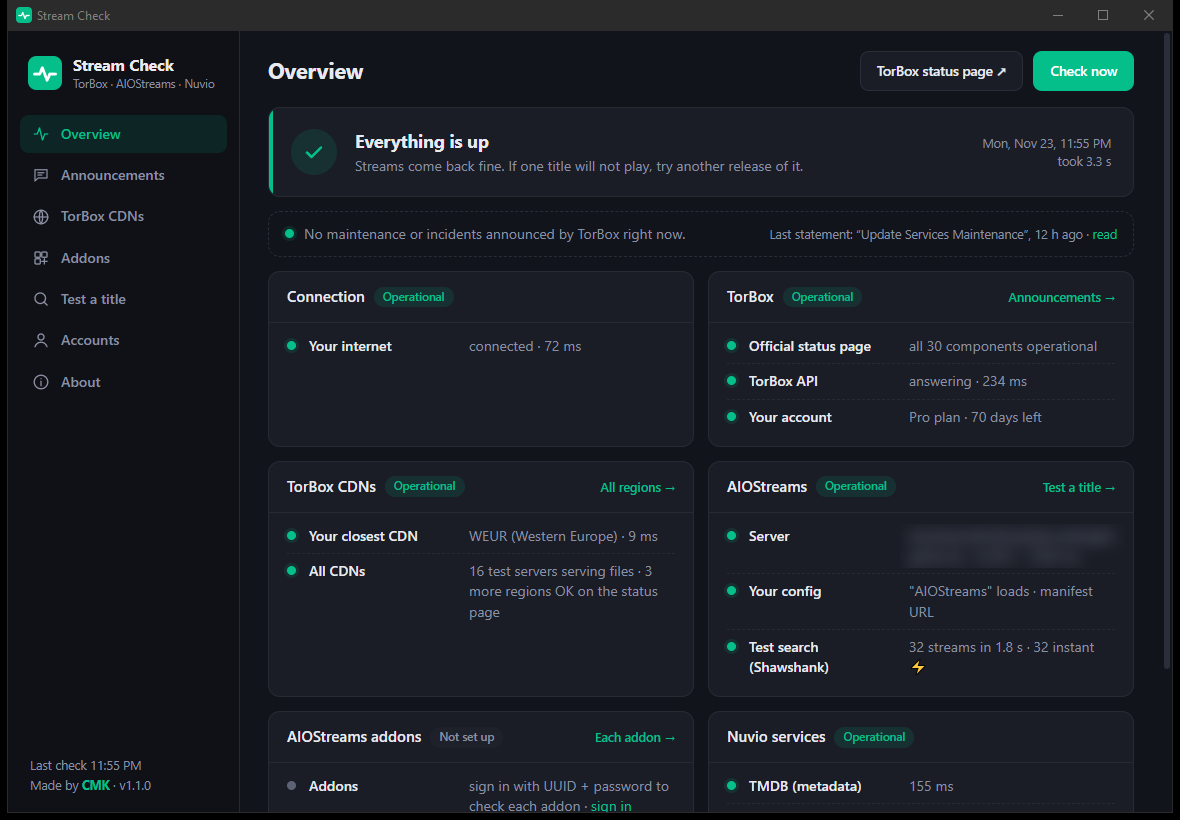 Stream Check
Stream Check
TorBox · AIOStreams · Nuvio
Overview
Announcements
TorBox CDNs
Addons
Test a title
Accounts
About
Last check 11:55 PM
Made by CMK · v1.1.0
Overview
TorBox status page ↗
Check now
Everything is up
Streams come back fine. If one title will not play, try another release of it.
Mon, Nov 23, 11:55 PM
took 3.3 s
No maintenance or incidents announced by TorBox right now.
Last statement: “Update Services Maintenance”, 12 h ago · read
Connection Operational
Your internet connected · 72 ms
TorBox Operational Announcements →
Official status page all 30 components operational
TorBox API answering · 234 ms
Your account Pro plan · 70 days left
TorBox CDNs Operational All regions →
Your closest CDN WEUR (Western Europe) · 9 ms
All CDNs 16 test servers serving files · 3
more regions OK on the status
page
AIOStreams Operational Test a title →
Server
Your config "AIOStreams" loads · manifest
URL
Test search 32 streams in 1.8 s · 32 instant
(Shawshank) ⚡
AIOStreams addons Not set up Each addon →
Addons sign in with UUID + password to
check each addon · sign in
Nuvio services Operational
TMDB (metadata) 155 ms